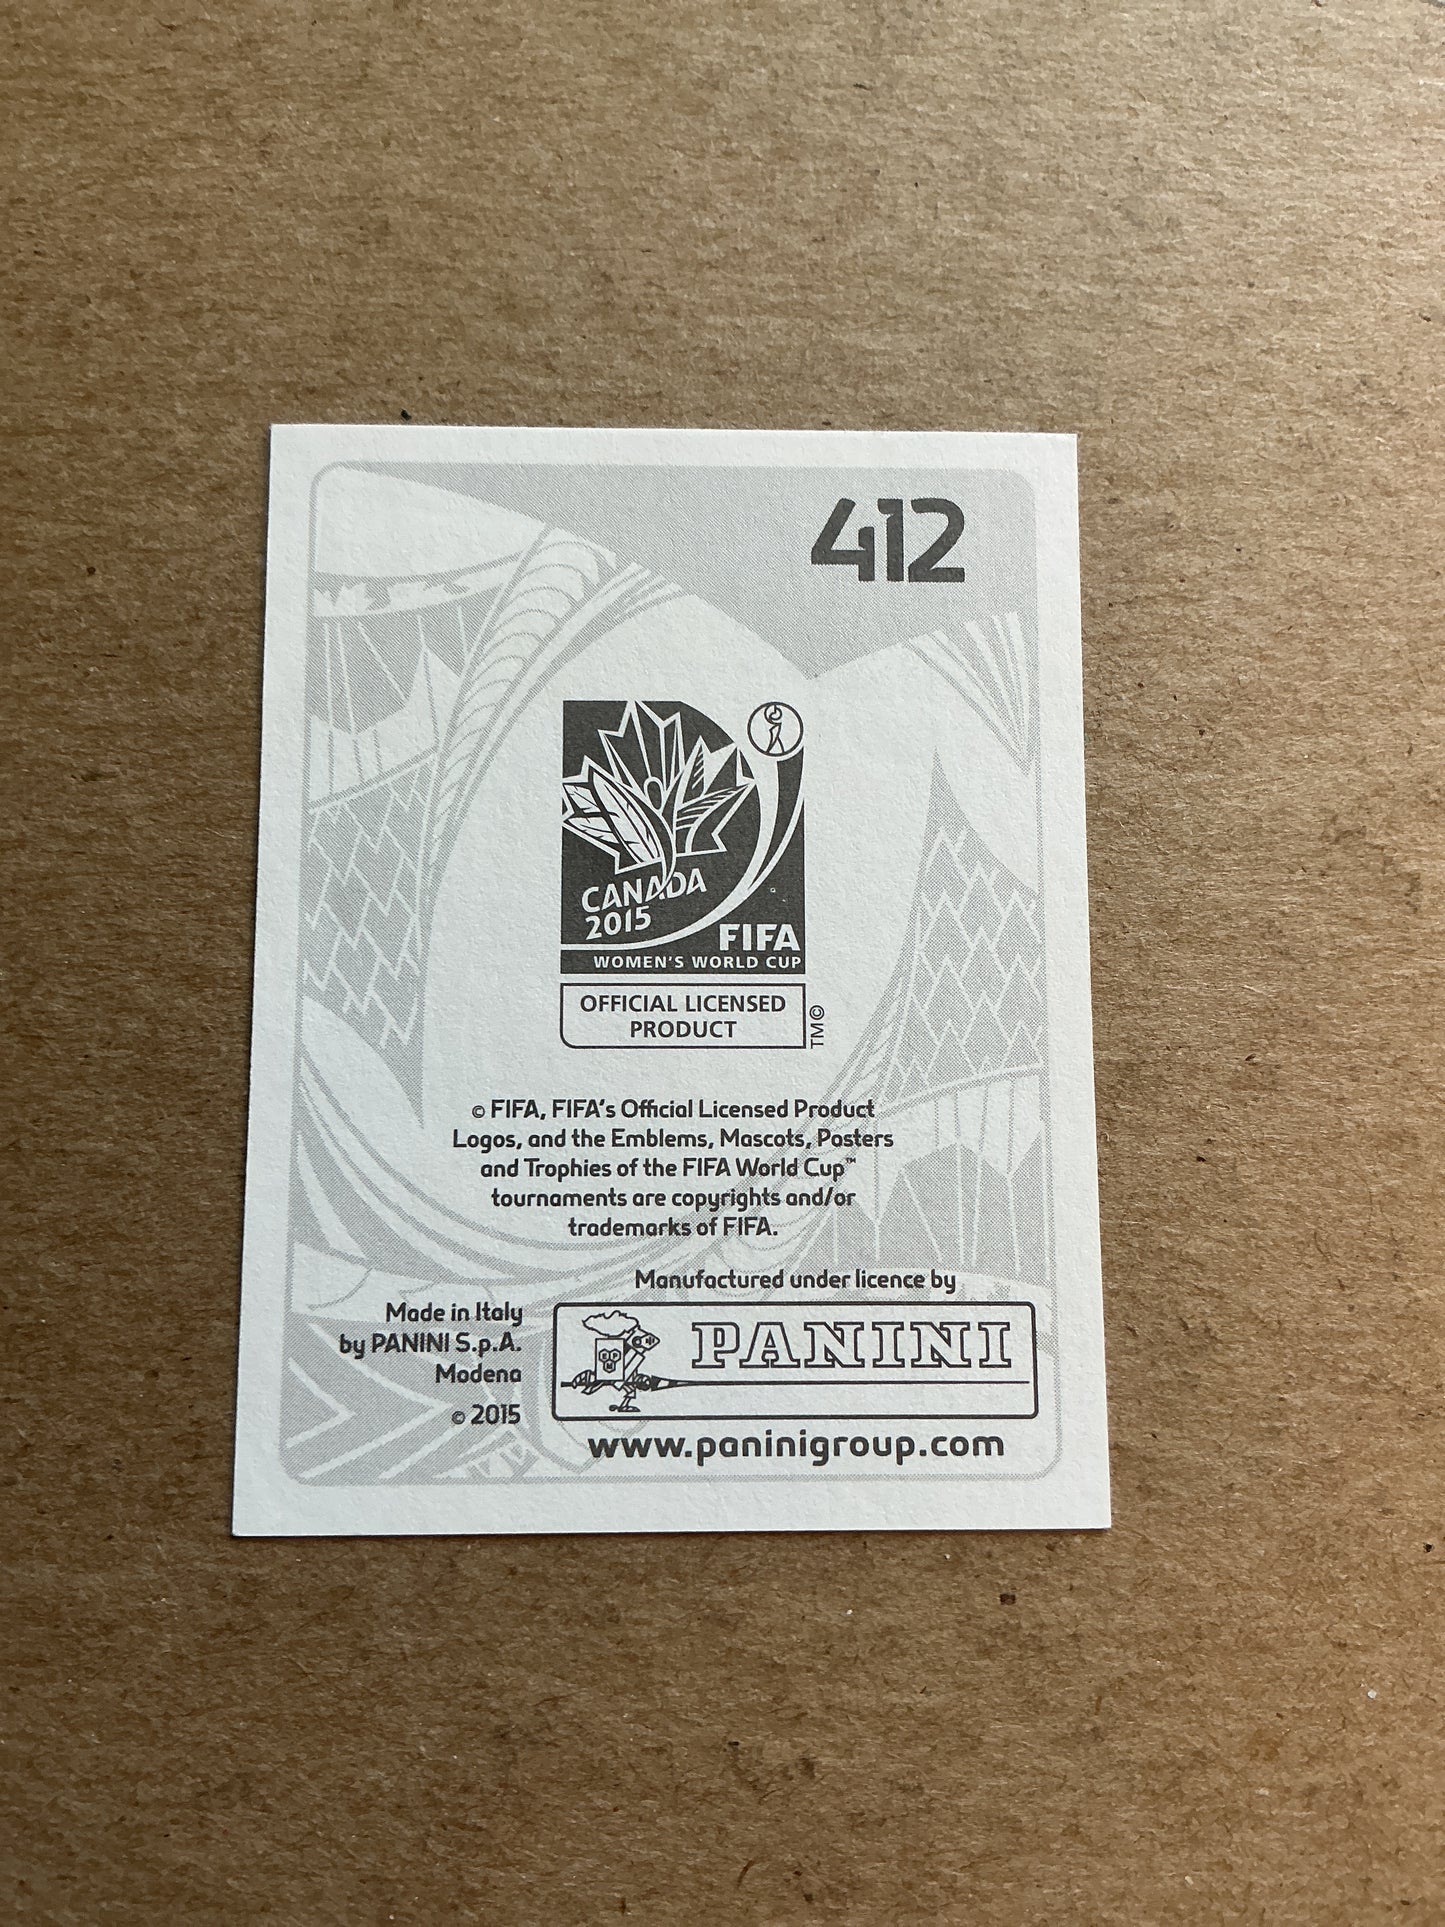 412
CANADA
2015
FIFA
WOMEN'S WORLD CUP
OFFICIAL LICENSED
PRODUCT
TM©
© FIFA, FIFA's Official Licensed Product
Logos, and the Emblems, Mascots, Posters
and Trophies of the FIFA World Cup™
tournaments are copyrights and/or
trademarks of FIFA.
Manufactured under licence by
Made in Italy
by PANINI S.p.A.
Modena
© 2015
PANINI
www.paninigroup.com